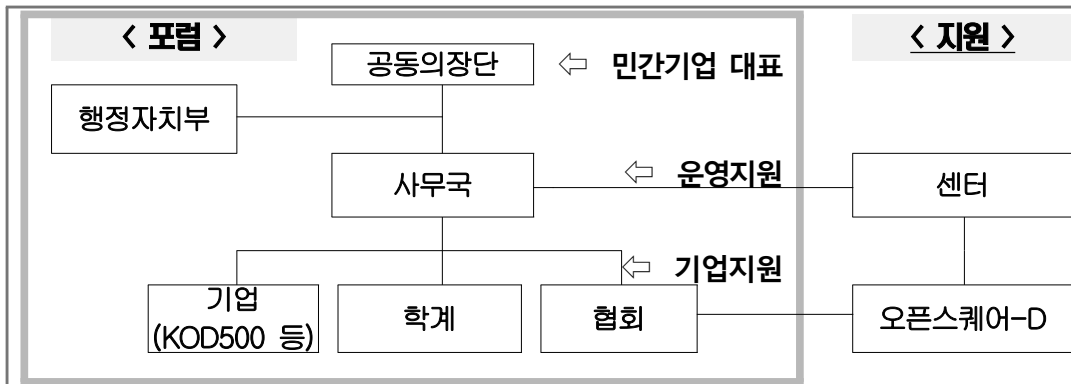 < 포럼 >
< 지원 >
공동의장단
⇦ 민간기업 대표
행정자치부
사무국
⇦ 운영지원
센터
⇦ 기업지원
기업
(KOD500 등)
학계
협회
오픈스퀘어-D